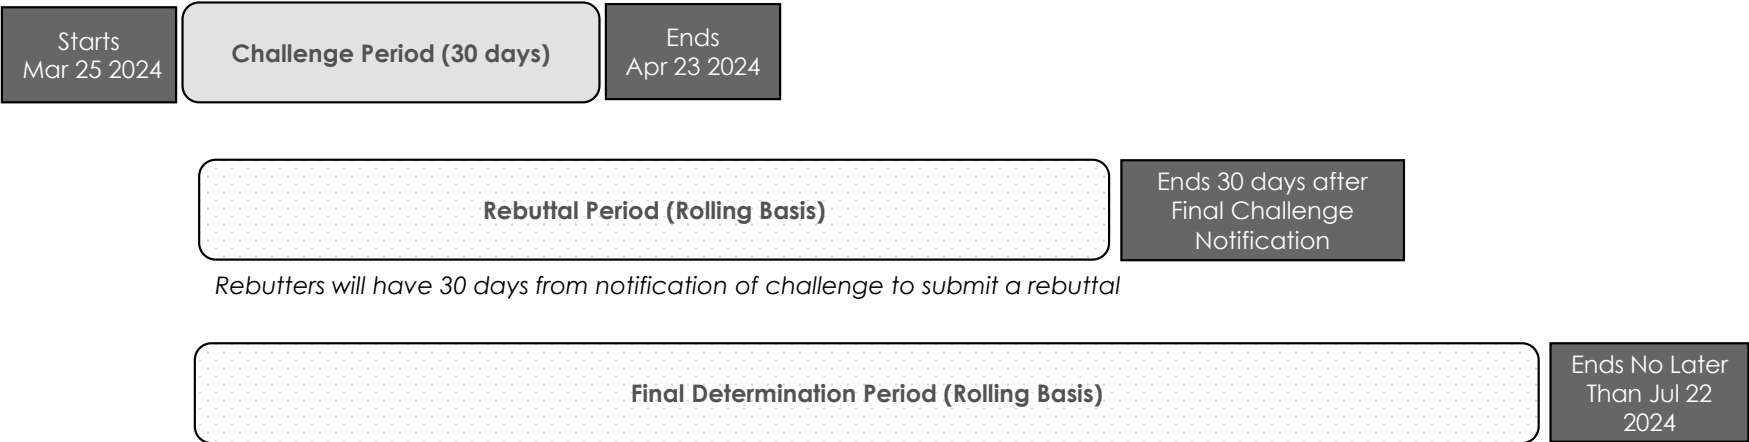 Starts
Mar 25 2024
Challenge Period (30 days)
Ends
Apr 23 2024
Rebuttal Period (Rolling Basis)
Ends 30 days after
Final Challenge
Notification
Rebutters will have 30 days from notification of challenge to submit a rebuttal
Final Determination Period (Rolling Basis)
Ends No Later
Than Jul 22
2024